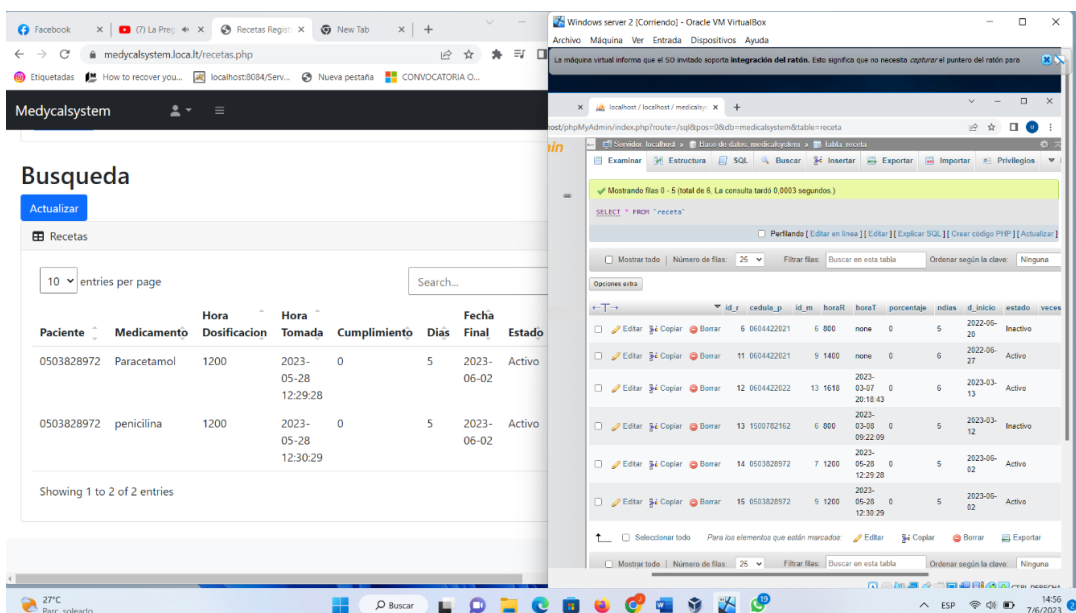 Facebook
(7) La Preg
Recetas Regist
New Tab
medycalsystem.loca.lt/recetas.php
Etiquetadas
How to recover you...
localhost:8084/Serv...
Nueva pestaña
CONVOCATORIA O...
Medycalsystem
Busqueda
Actualizar
Recetas
10 entries per page
Search...
Paciente Medicamento Hora Dosificacion Hora Tomada Cumplimiento Dias Fecha Final Estado
0503828972 Paracetamol 1200 2023-05-28 12:29:28 0 5 2023-06-02 Activo
0503828972 penicilina 1200 2023-05-28 12:30:29 0 5 2023-06-02 Activo
Showing 1 to 2 of 2 entries
Windows server 2 [Corriendo] - Oracle VM VirtualBox
Archivo Máquina Ver Entrada Dispositivos Ayuda
La máquina virtual informa que el SO invitado soporta integración del ratón. Esto significa que no necesita capturar el puntero del ratón para
localhost / localhost / medicalsy
host/phpMyAdmin/index.php?route=/sql&pos=0&db=medicalsystem&table=receta
in
Servidor: localhost » Base de datos: medicalsystem » Tabla: receta
Examinar Estructura SQL Buscar Insertar Exportar Importar Privilegios
Mostrando filas 0 - 5 (total de 6, La consulta tardó 0,0003 segundos.)
SELECT * FROM `receta`
Perfilando [ Editar en línea ] [ Editar ] [ Explicar SQL ] [ Crear código PHP ] [ Actualizar ]
Mostrar todo | Número de filas: 25 Filtrar filas: Buscar en esta tabla Ordenar según la clave: Ninguna
Opciones extra
←T→ id_r cedula_p id_m horaR horaT porcentaje ndias d_inicio estado veces
Editar Copiar Borrar 6 0604422021 6 800 none 0 5 2022-06-20 Inactivo
Editar Copiar Borrar 11 0604422021 9 1400 none 0 6 2022-06-27 Activo
Editar Copiar Borrar 12 0604422022 13 1618 2023-03-07 20:18:43 0 6 2023-03-13 Activo
Editar Copiar Borrar 13 1500782162 6 800 2023-03-08 09:22:09 0 5 2023-03-12 Inactivo
Editar Copiar Borrar 14 0503828972 7 1200 2023-05-28 12:29:28 0 5 2023-06-02 Activo
Editar Copiar Borrar 15 0503828972 9 1200 2023-05-28 12:30:29 0 5 2023-06-02 Activo
Seleccionar todo Para los elementos que están marcados: Editar Copiar Borrar Exportar
Mostrar todo | Número de filas: 25 Filtrar filas: Buscar en esta tabla Ordenar según la clave: Ninguna
CTRL DERECHA
27°C
Parc. soleado
Buscar
19
ESP
14:56
7/6/2023
2